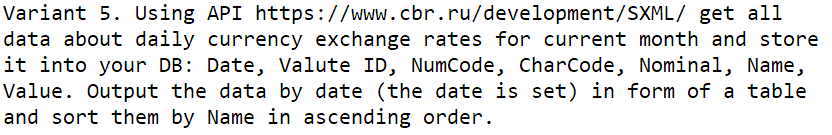 Variant 5. Using API https://www.cbr.ru/development/SXML/ get all
data about daily currency exchange rates for current month and store
it into your DB: Date, Valute ID, NumCode, CharCode, Nominal, Name,
Value. Output the data by date (the date is set) in form of a table
and sort them by Name in ascending order.